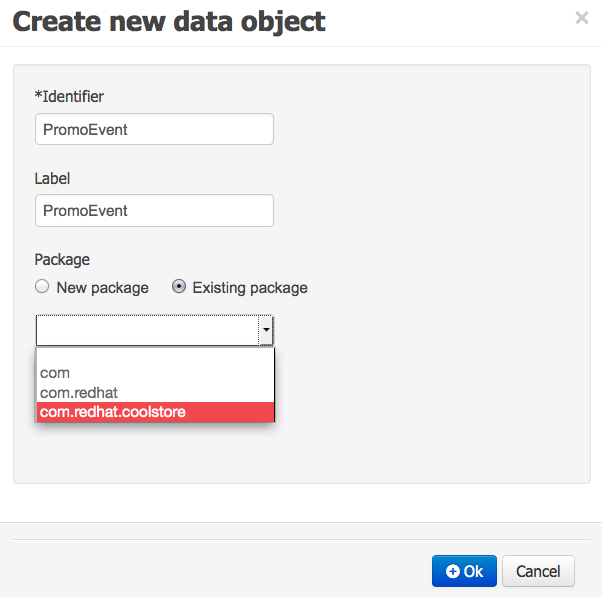 Create new data object
×
*Identifier
PromoEvent
Label
PromoEvent
Package
New package Existing package
com
com.redhat
com.redhat.coolstore
Ok Cancel